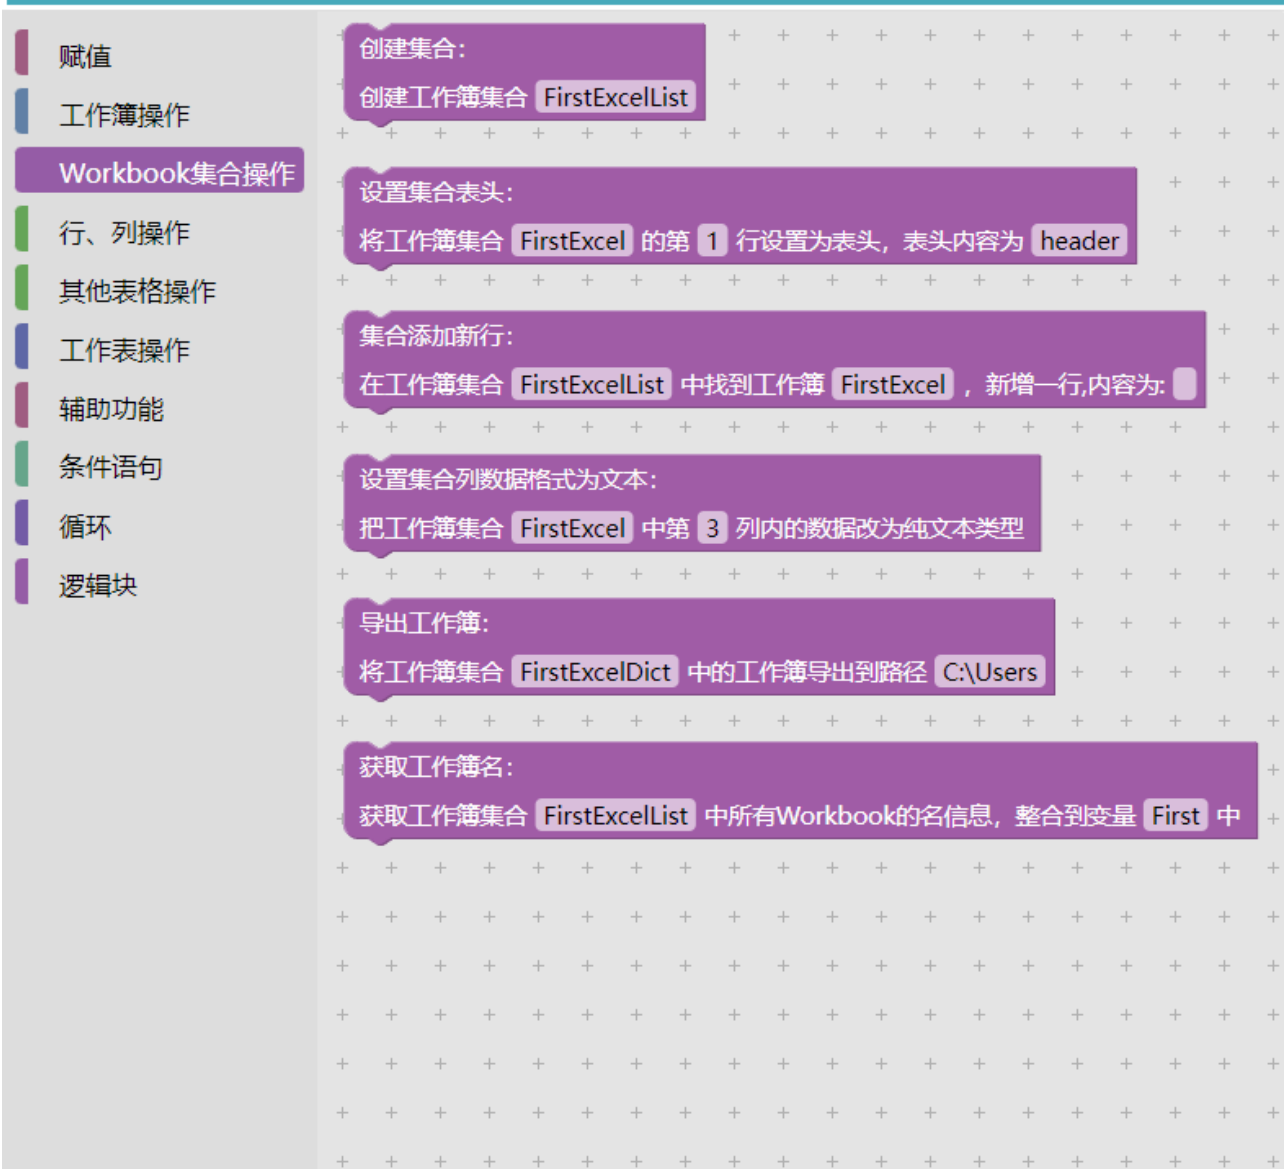 赋值
工作簿操作
Workbook集合操作
行、列操作
其他表格操作
工作表操作
辅助功能
条件语句
循环
逻辑块
创建集合：
创建工作簿集合 FirstExcelList
设置集合表头：
将工作簿集合 FirstExcel 的第 1 行设置为表头，表头内容为 header
集合添加新行：
在工作簿集合 FirstExcelList 中找到工作簿 FirstExcel ，新增一行,内容为:
设置集合列数据格式为文本：
把工作簿集合 FirstExcel 中第 3 列内的数据改为纯文本类型
导出工作簿：
将工作簿集合 FirstExcelDict 中的工作簿导出到路径 C:\Users
获取工作簿名：
获取工作簿集合 FirstExcelList 中所有Workbook的名信息，整合到变量 First 中